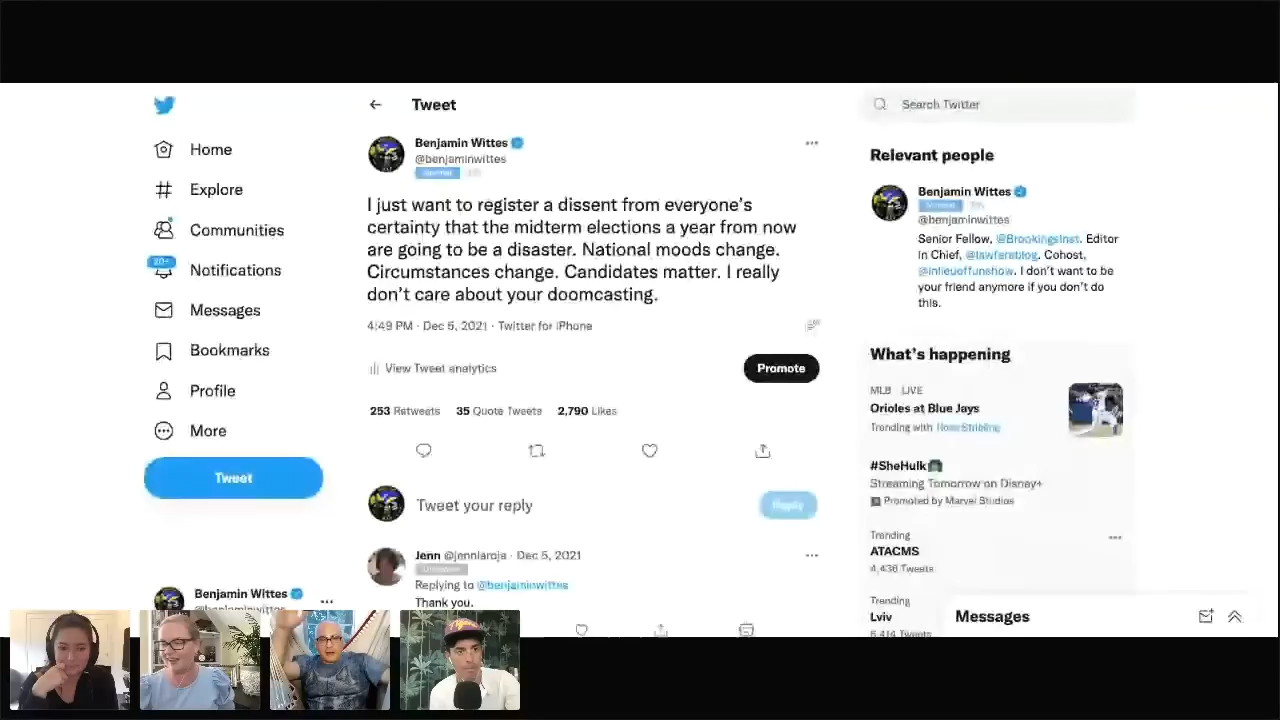 Home
Explore
Communities
20+
Notifications
Messages
Bookmarks
Profile
More
Tweet
Benjamin Wittes
@benjaminwittes
Tweet
Benjamin Wittes
@benjaminwittes
I just want to register a dissent from everyone's
certainty that the midterm elections a year from now
are going to be a disaster. National moods change.
Circumstances change. Candidates matter. I really
don't care about your doomcasting.
4:49 PM · Dec 5, 2021 · Twitter for iPhone
View Tweet analytics
Promote
253 Retweets 35 Quote Tweets 2,790 Likes
Tweet your reply
Reply
Jenn @jenniaroja · Dec 5, 2021
Replying to @benjaminwittes
Thank you.
Search Twitter
Relevant people
Benjamin Wittes
@benjaminwittes
Senior Fellow, @BrookingsInst. Editor
in Chief, @lawfareblog. Cohost,
@inlieuoffunshow. I don't want to be
your friend anymore if you don't do
this.
What's happening
MLB · LIVE
Orioles at Blue Jays
Trending with Ross Stripling
#SheHulk
Streaming Tomorrow on Disney+
Promoted by Marvel Studios
Trending
ATACMS
4,436 Tweets
Trending
Lviv
6,414 Tweets
Messages